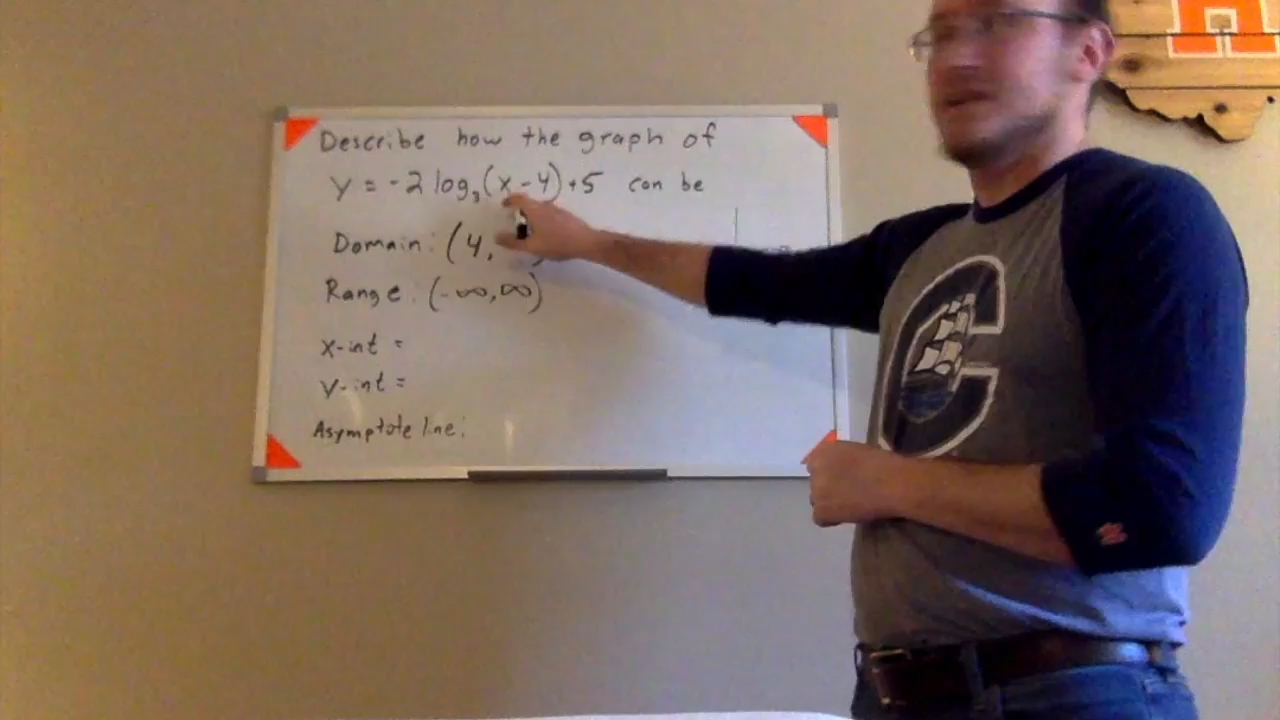 Describe how the graph of
y = -2 log₃(x-4)+5 can be
Domain: (4,
Range: (-∞,∞)
x-int =
y-int =
Asymptote line:
C